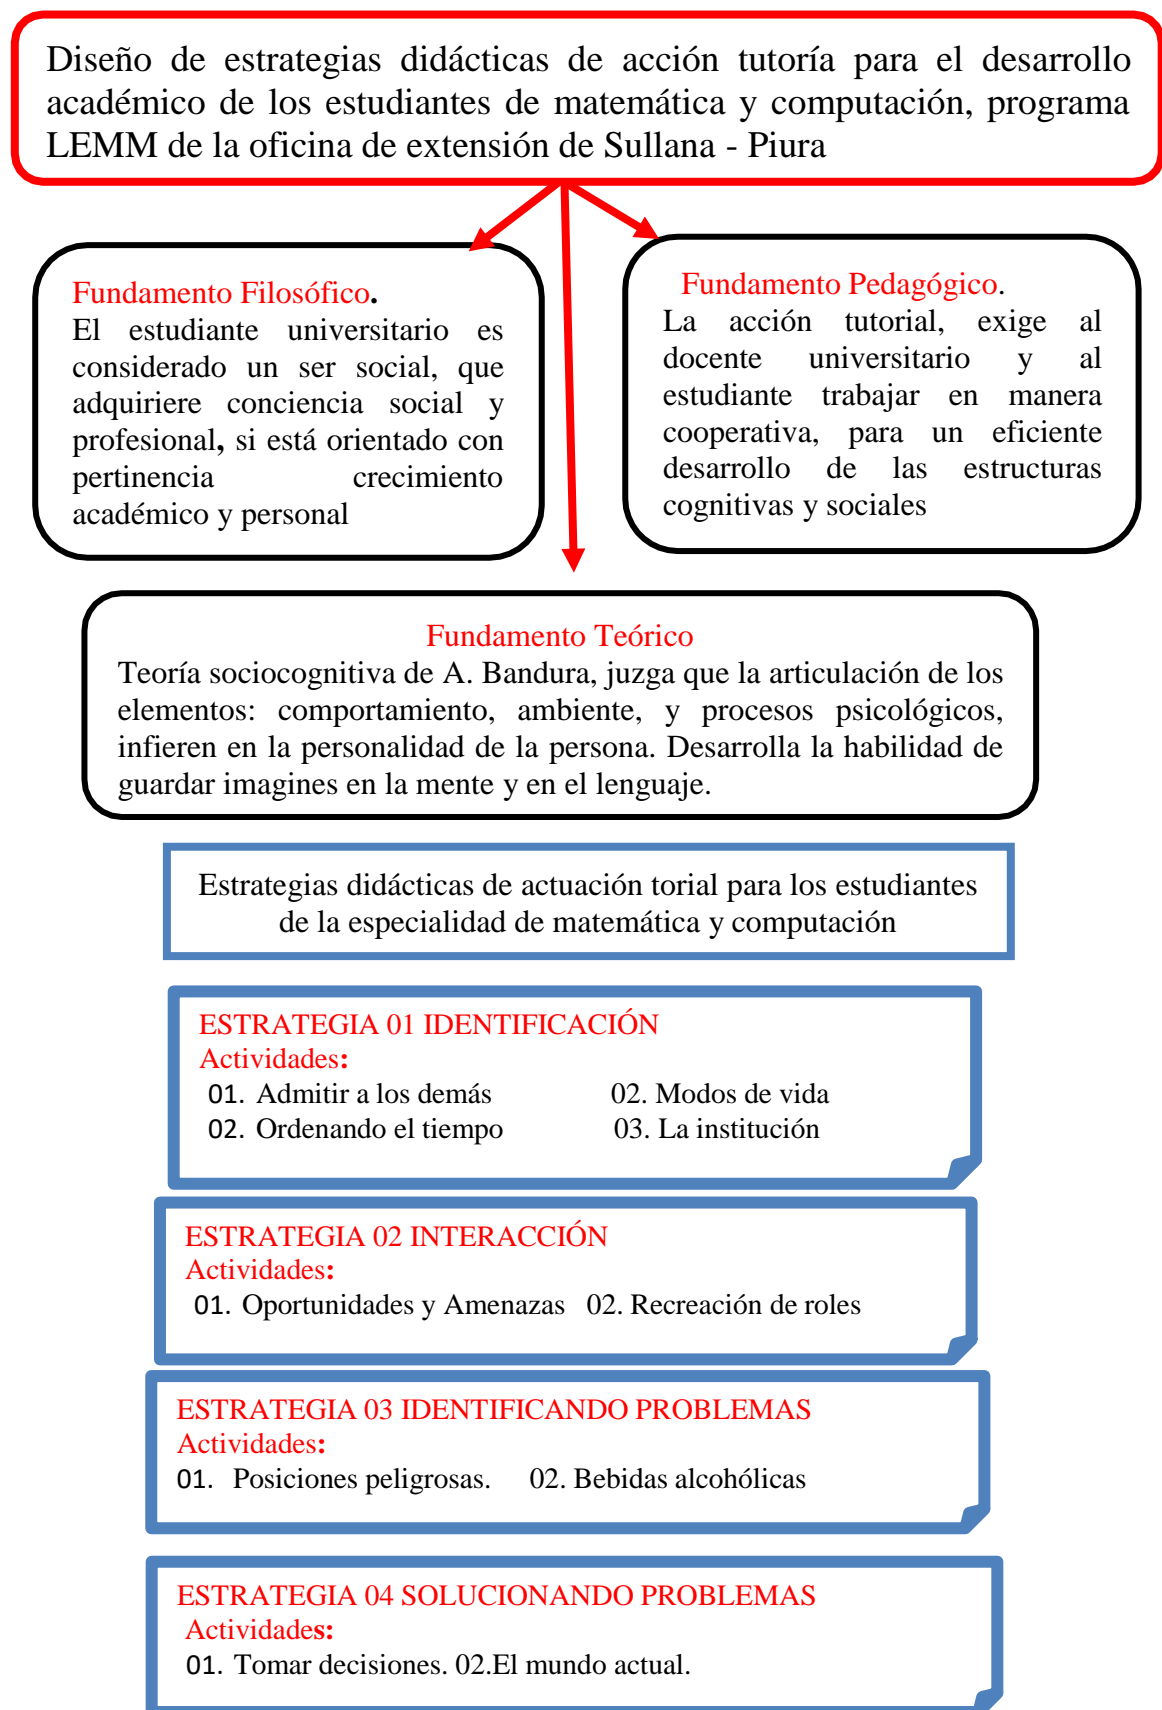 Diseño de estrategias didácticas de acción tutoría para el desarrollo
académico de los estudiantes de matemática y computación, programa
LEMM de la oficina de extensión de Sullana - Piura
Fundamento Filosófico.
El estudiante universitario es
considerado un ser social, que
adquiriere conciencia social y
profesional, si está orientado con
pertinencia crecimiento
académico y personal
Fundamento Pedagógico.
La acción tutorial, exige al
docente universitario y al
estudiante trabajar en manera
cooperativa, para un eficiente
desarrollo de las estructuras
cognitivas y sociales
Fundamento Teórico
Teoría sociocognitiva de A. Bandura, juzga que la articulación de los
elementos: comportamiento, ambiente, y procesos psicológicos,
infieren en la personalidad de la persona. Desarrolla la habilidad de
guardar imagines en la mente y en el lenguaje.
Estrategias didácticas de actuación torial para los estudiantes
de la especialidad de matemática y computación
ESTRATEGIA 01 IDENTIFICACIÓN
Actividades:
01. Admitir a los demás 02. Modos de vida
02. Ordenando el tiempo 03. La institución
ESTRATEGIA 02 INTERACCIÓN
Actividades:
01. Oportunidades y Amenazas 02. Recreación de roles
ESTRATEGIA 03 IDENTIFICANDO PROBLEMAS
Actividades:
01. Posiciones peligrosas. 02. Bebidas alcohólicas
ESTRATEGIA 04 SOLUCIONANDO PROBLEMAS
Actividades:
01. Tomar decisiones. 02.El mundo actual.